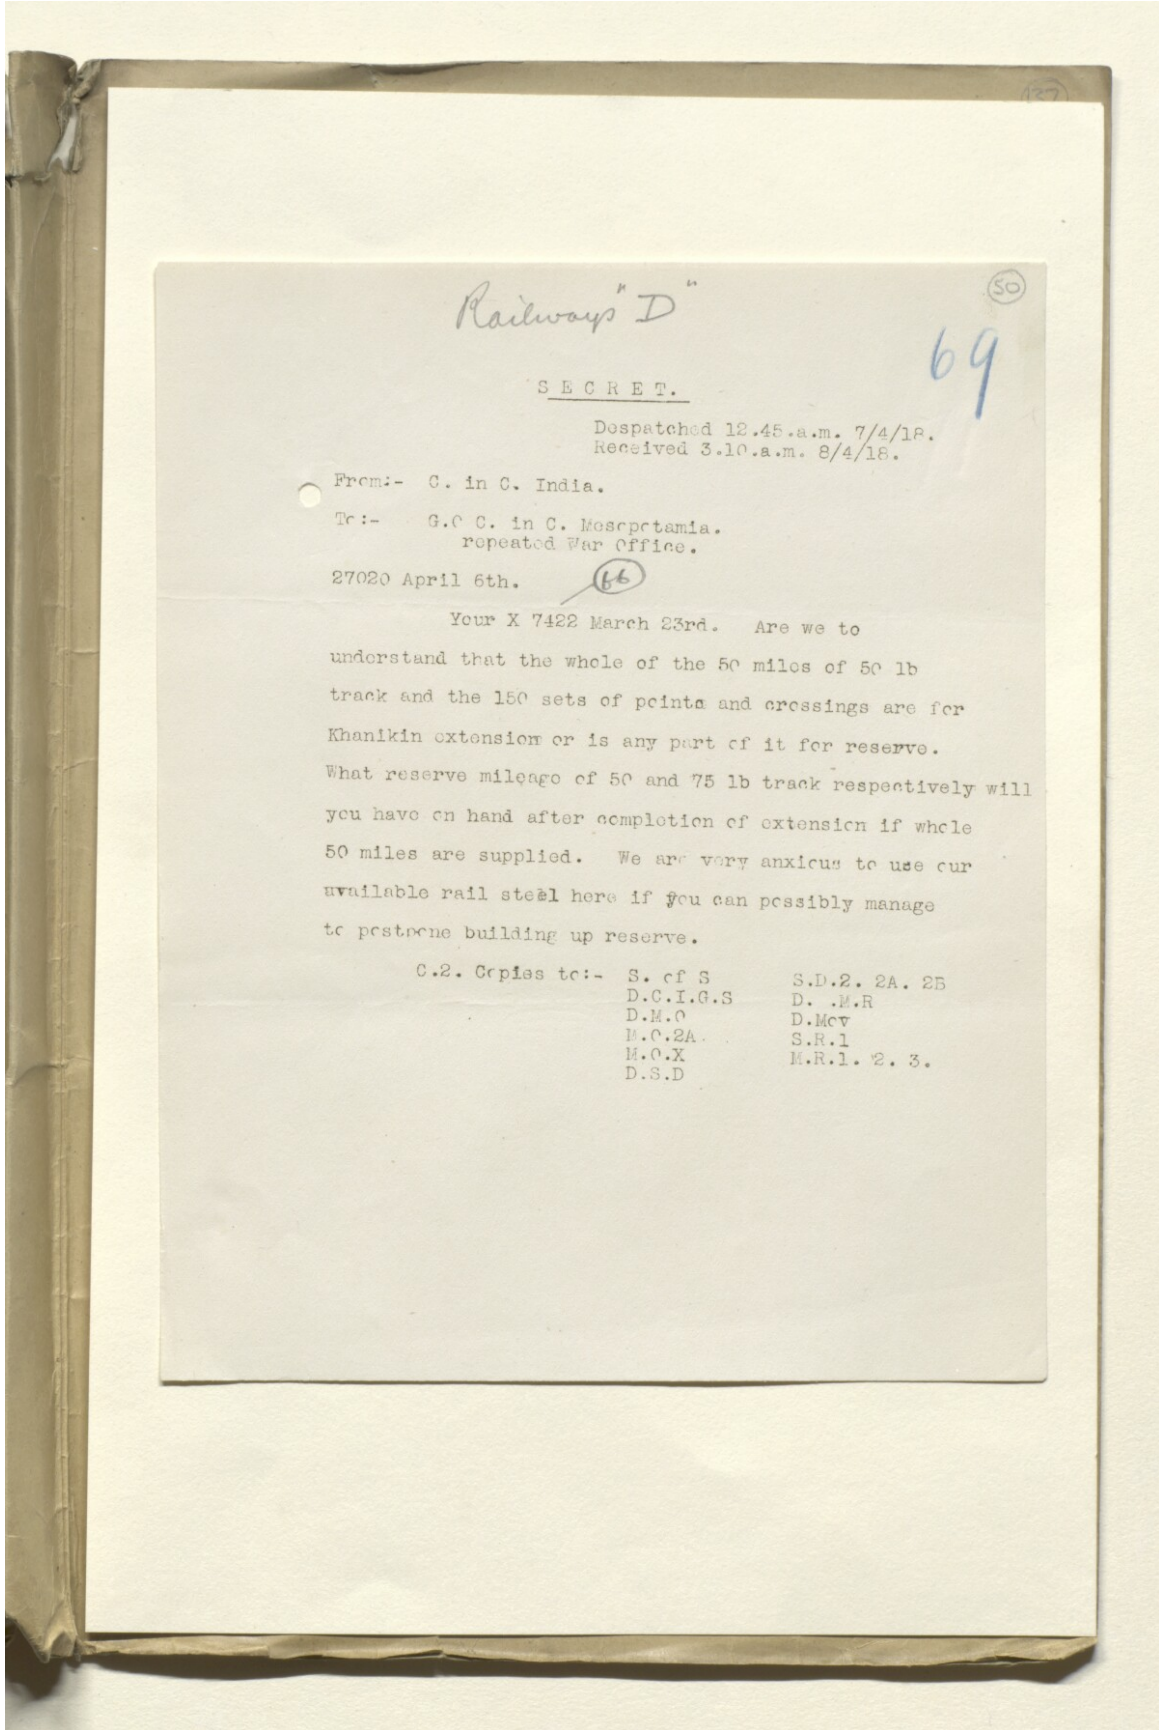 137
50
Railways "D"
69
SECRET.
Despatched 12.45.a.m. 7/4/18.
Received 3.10.a.m. 8/4/18.
From:- C. in C. India.
To:- G.O C. in C. Mesopotamia.
repeated War Office.
27020 April 6th. 66
Your X 7422 March 23rd. Are we to
understand that the whole of the 50 miles of 50 lb
track and the 150 sets of points and crossings are for
Khanikin extension or is any part of it for reserve.
What reserve mileage of 50 and 75 lb track respectively will
you have on hand after completion of extension if whole
50 miles are supplied. We are very anxious to use our
available rail steel here if you can possibly manage
to postpone building up reserve.
C.2. Copies to:- S. of S S.D.2. 2A. 2B
D.C.I.G.S D. .M.R
D.M.O D.Mov
M.O.2A. S.R.1
M.O.X M.R.1. 2. 3.
D.S.D